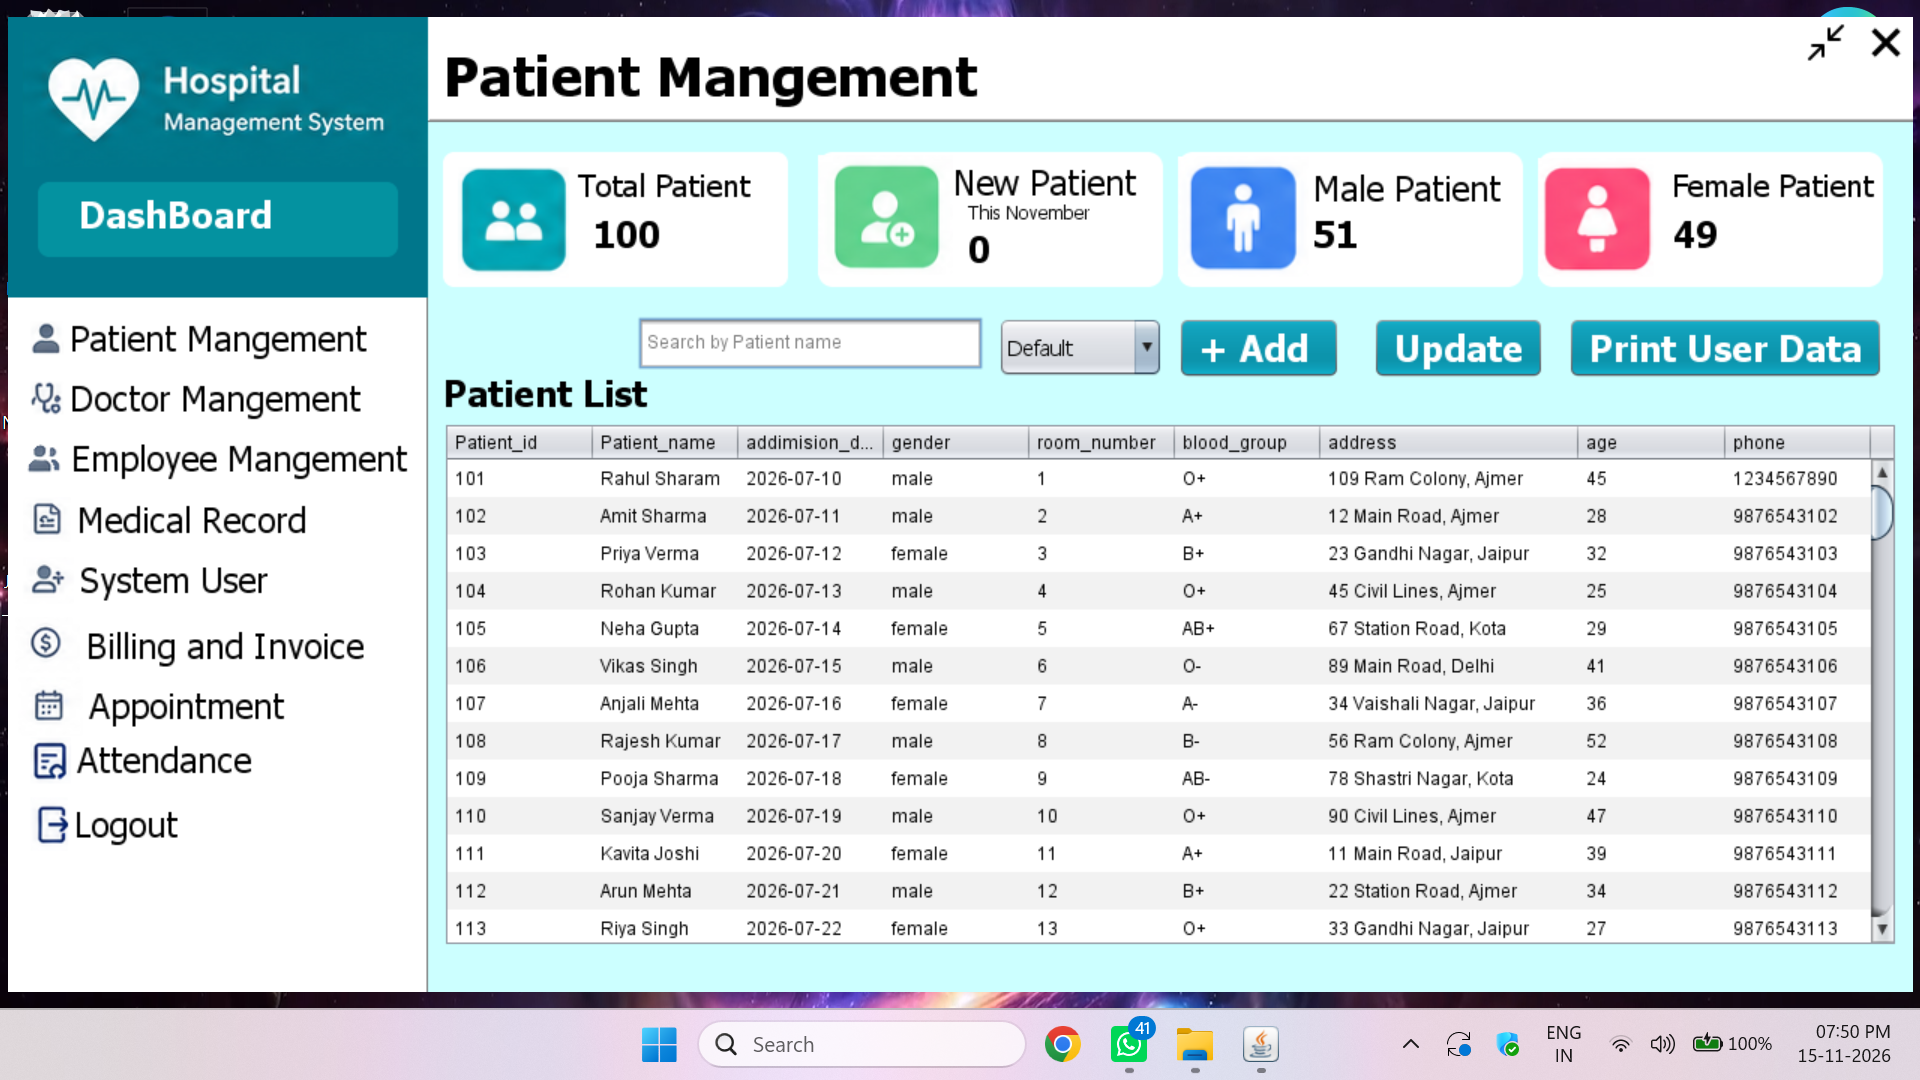 Hospital
Management System
DashBoard
Patient Mangement
Doctor Mangement
Employee Mangement
Medical Record
System User
Billing and Invoice
Appointment
Attendance
Logout
Patient Mangement
Total Patient
100
New Patient
This November
0
Male Patient
51
Female Patient
49
Search by Patient name
Default
+ Add
Update
Print User Data
Patient List
Patient_id Patient_name addimision_d... gender room_number blood_group address age phone
101 Rahul Sharam 2026-07-10 male 1 O+ 109 Ram Colony, Ajmer 45 1234567890
102 Amit Sharma 2026-07-11 male 2 A+ 12 Main Road, Ajmer 28 9876543102
103 Priya Verma 2026-07-12 female 3 B+ 23 Gandhi Nagar, Jaipur 32 9876543103
104 Rohan Kumar 2026-07-13 male 4 O+ 45 Civil Lines, Ajmer 25 9876543104
105 Neha Gupta 2026-07-14 female 5 AB+ 67 Station Road, Kota 29 9876543105
106 Vikas Singh 2026-07-15 male 6 O- 89 Main Road, Delhi 41 9876543106
107 Anjali Mehta 2026-07-16 female 7 A- 34 Vaishali Nagar, Jaipur 36 9876543107
108 Rajesh Kumar 2026-07-17 male 8 B- 56 Ram Colony, Ajmer 52 9876543108
109 Pooja Sharma 2026-07-18 female 9 AB- 78 Shastri Nagar, Kota 24 9876543109
110 Sanjay Verma 2026-07-19 male 10 O+ 90 Civil Lines, Ajmer 47 9876543110
111 Kavita Joshi 2026-07-20 female 11 A+ 11 Main Road, Jaipur 39 9876543111
112 Arun Mehta 2026-07-21 male 12 B+ 22 Station Road, Ajmer 34 9876543112
113 Riya Singh 2026-07-22 female 13 O+ 33 Gandhi Nagar, Jaipur 27 9876543113
Search
41
ENG
IN
100%
07:50 PM
15-11-2026